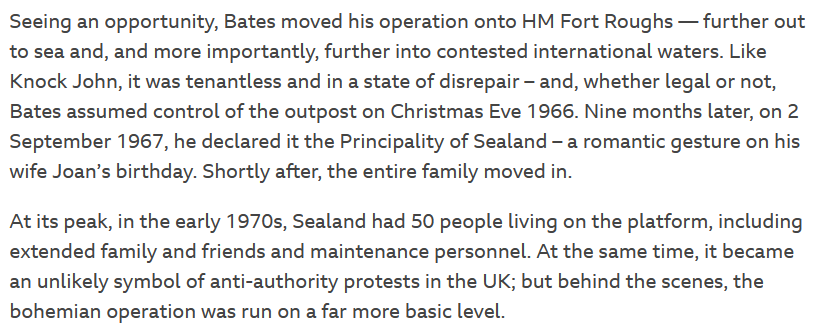 Seeing an opportunity, Bates moved his operation onto HM Fort Roughs — further out
to sea and, and more importantly, further into contested international waters. Like
Knock John, it was tenantless and in a state of disrepair – and, whether legal or not,
Bates assumed control of the outpost on Christmas Eve 1966. Nine months later, on 2
September 1967, he declared it the Principality of Sealand – a romantic gesture on his
wife Joan’s birthday. Shortly after, the entire family moved in.
At its peak, in the early 1970s, Sealand had 50 people living on the platform, including
extended family and friends and maintenance personnel. At the same time, it became
an unlikely symbol of anti-authority protests in the UK; but behind the scenes, the
bohemian operation was run on a far more basic level.